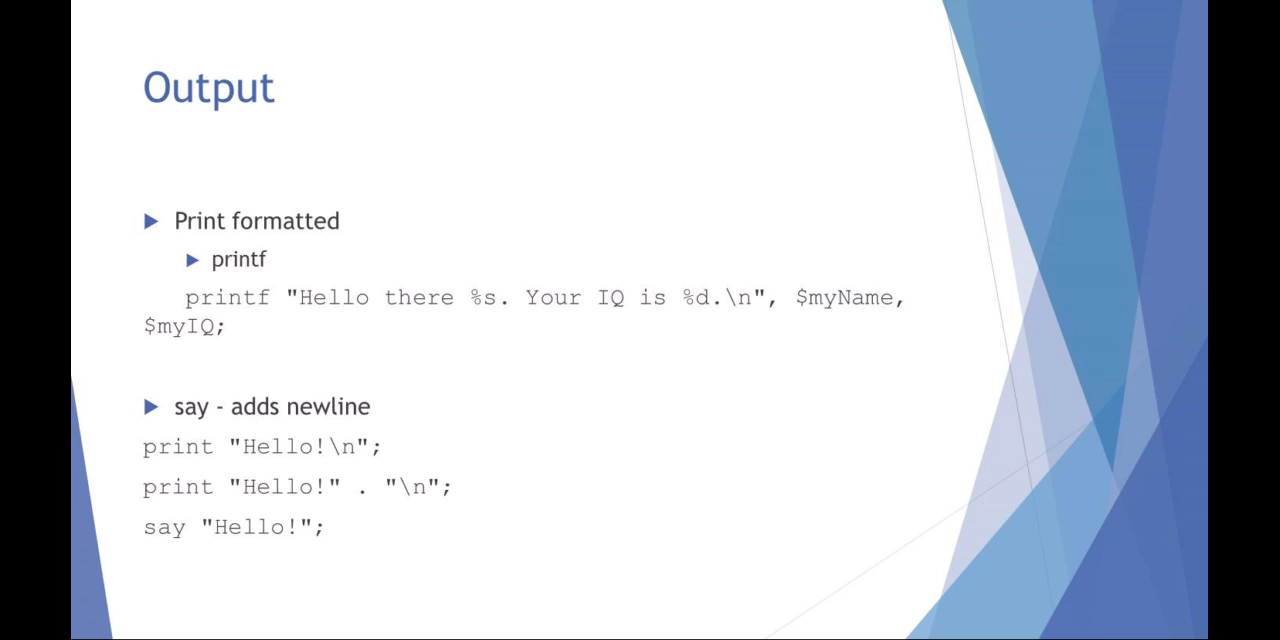 Output
Print formatted
printf
printf "Hello there %s. Your IQ is %d.\n", $myName,
$myIQ;
say - adds newline
print "Hello!\n";
print "Hello!" . "\n";
say "Hello!";